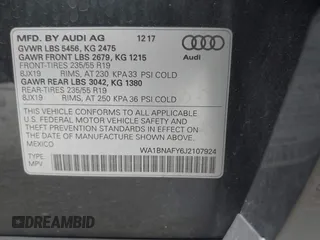 MFD. BY AUDI AG 12 17
GVWR LBS 5456, KG 2475
GAWR FRONT LBS 2679, KG 1215
FRONT-TIRES 235/55 R19
8JX19 RIMS, AT 230 KPA 33 PSI COLD
GAWR REAR LBS 3042, KG 1380
REAR-TIRES 235/55 R19
8JX19 RIMS, AT 250 KPA 36 PSI COLD
Audi
THIS VEHICLE CONFORMS TO ALL APPLICABLE
U.S. FEDERAL MOTOR VEHICLE SAFETY
STANDARDS IN EFFECT ON THE DATE
OF MANUFACTURE SHOWN ABOVE.
MEXICO
TYPE: WA1BNAFY6J2107924
MPV
© DREAMBID AUTO HISTORY